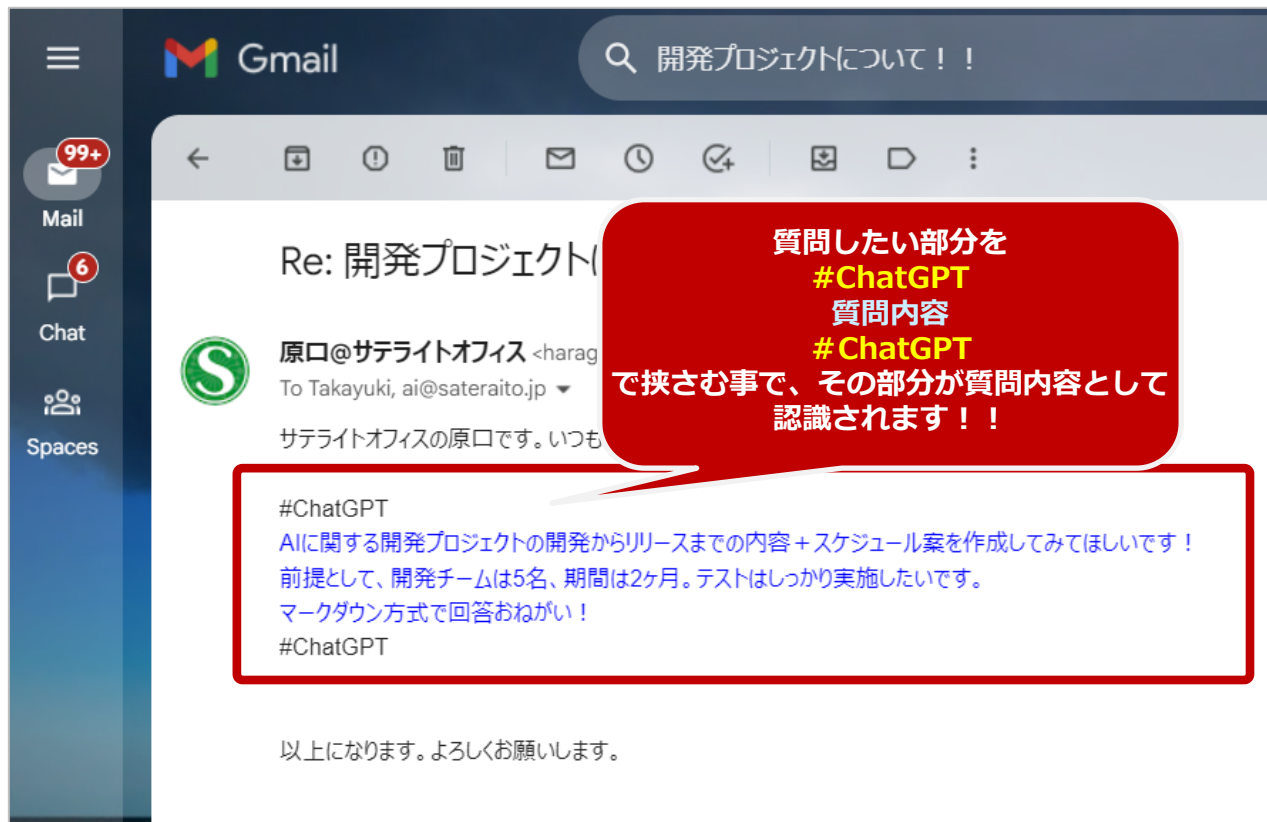 Gmail
開発プロジェクトについて！！
99+
Mail
6
Chat
Spaces
Re: 開発プロジェクトに
質問したい部分を
#ChatGPT
質問内容
＃ChatGPT
で挟さむ事で、その部分が質問内容として
認識されます！！
S
原口@サテライトオフィス <harag
To Takayuki, ai@sateraito.jp
サテライトオフィスの原口です。いつも
#ChatGPT
AIに関する開発プロジェクトの開発からリリースまでの内容＋スケジュール案を作成してみてほしいです！
前提として、開発チームは5名、期間は2ヶ月。テストはしっかり実施したいです。
マークダウン方式で回答おねがい！
#ChatGPT
以上になります。よろしくお願いします。